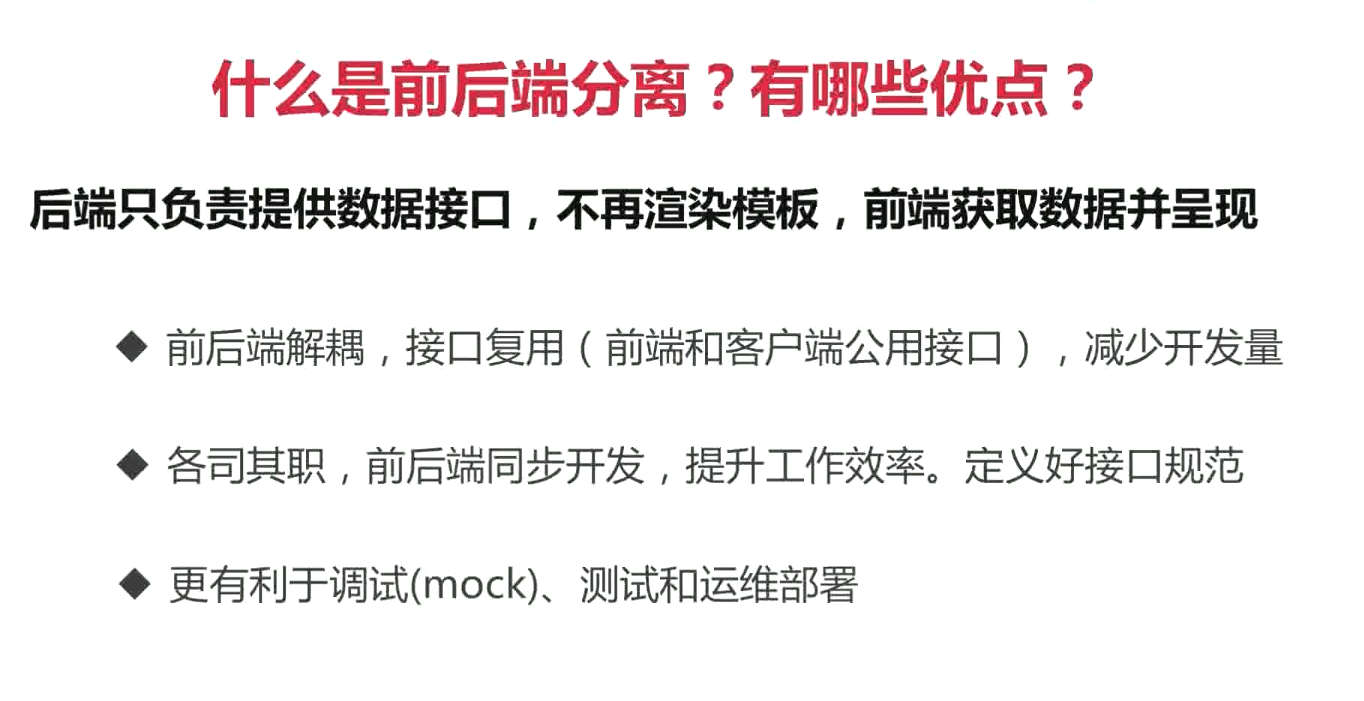 什么是前后端分离？有哪些优点？
后端只负责提供数据接口，不再渲染模板，前端获取数据并呈现
◆ 前后端解耦，接口复用（前端和客户端公用接口），减少开发量
◆ 各司其职，前后端同步开发，提升工作效率。定义好接口规范
◆ 更有利于调试(mock)、测试和运维部署